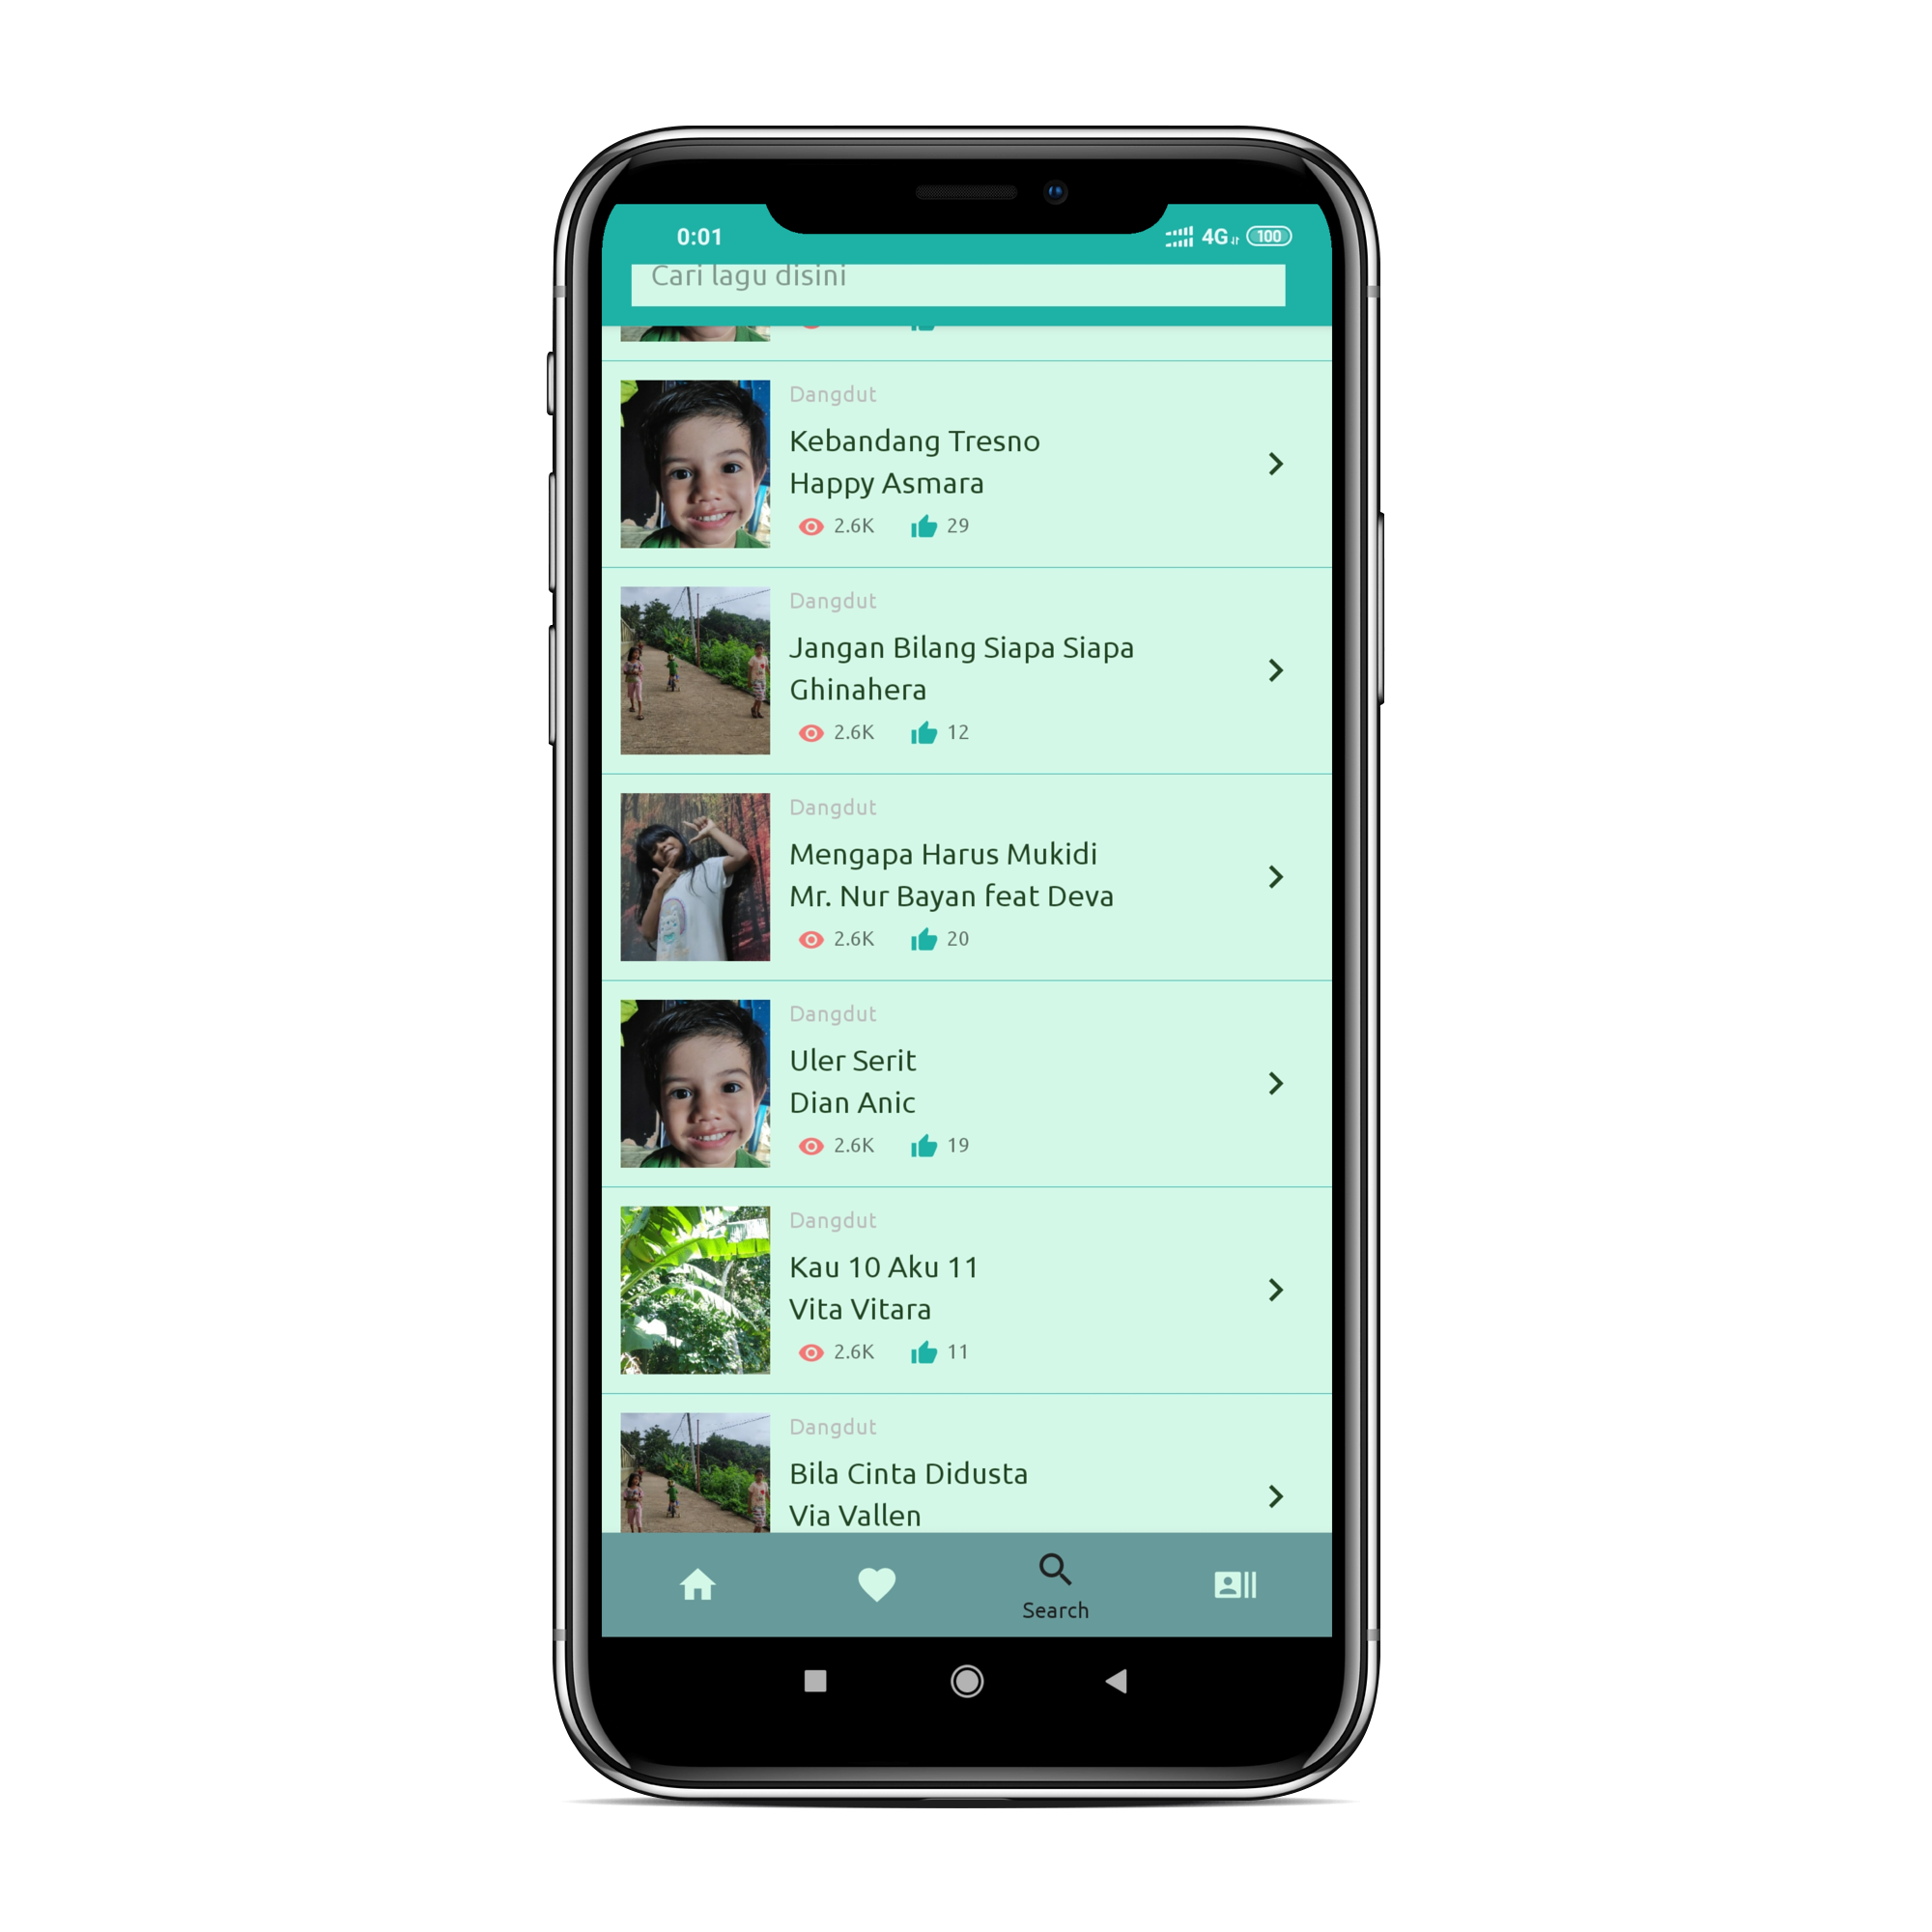 0:01
4G 100
Cari lagu disini
Dangdut
Kebandang Tresno
Happy Asmara
2.6K 29
Dangdut
Jangan Bilang Siapa Siapa
Ghinahera
2.6K 12
Dangdut
Mengapa Harus Mukidi
Mr. Nur Bayan feat Deva
2.6K 20
Dangdut
Uler Serit
Dian Anic
2.6K 19
Dangdut
Kau 10 Aku 11
Vita Vitara
2.6K 11
Dangdut
Bila Cinta Didusta
Via Vallen
Search